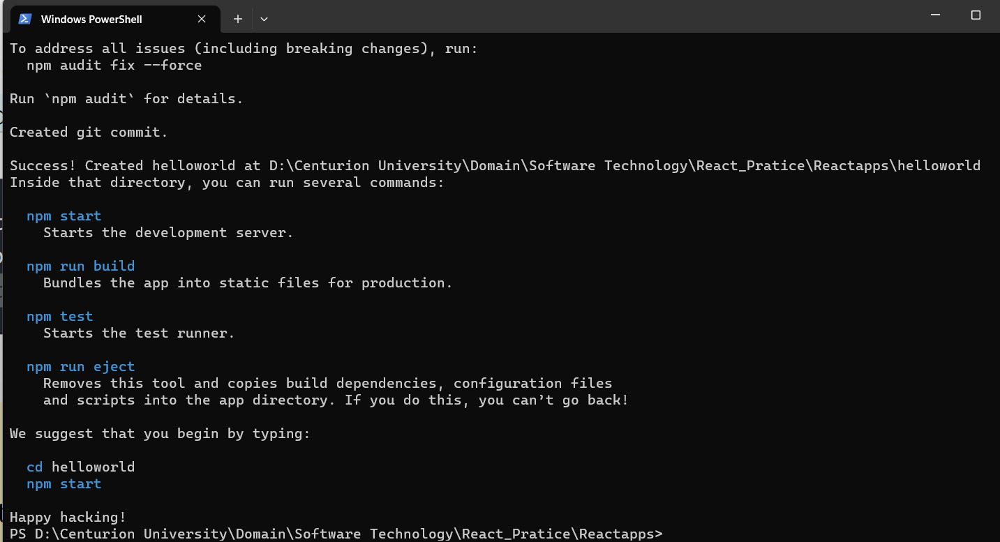 Windows PowerShell
To address all issues (including breaking changes), run:
  npm audit fix --force
Run `npm audit` for details.
Created git commit.
Success! Created helloworld at D:\Centurion University\Domain\Software Technology\React_Pratice\Reactapps\helloworld
Inside that directory, you can run several commands:
  npm start
    Starts the development server.
  npm run build
    Bundles the app into static files for production.
  npm test
    Starts the test runner.
  npm run eject
    Removes this tool and copies build dependencies, configuration files
    and scripts into the app directory. If you do this, you can’t go back!
We suggest that you begin by typing:
  cd helloworld
  npm start
Happy hacking!
PS D:\Centurion University\Domain\Software Technology\React_Pratice\Reactapps>